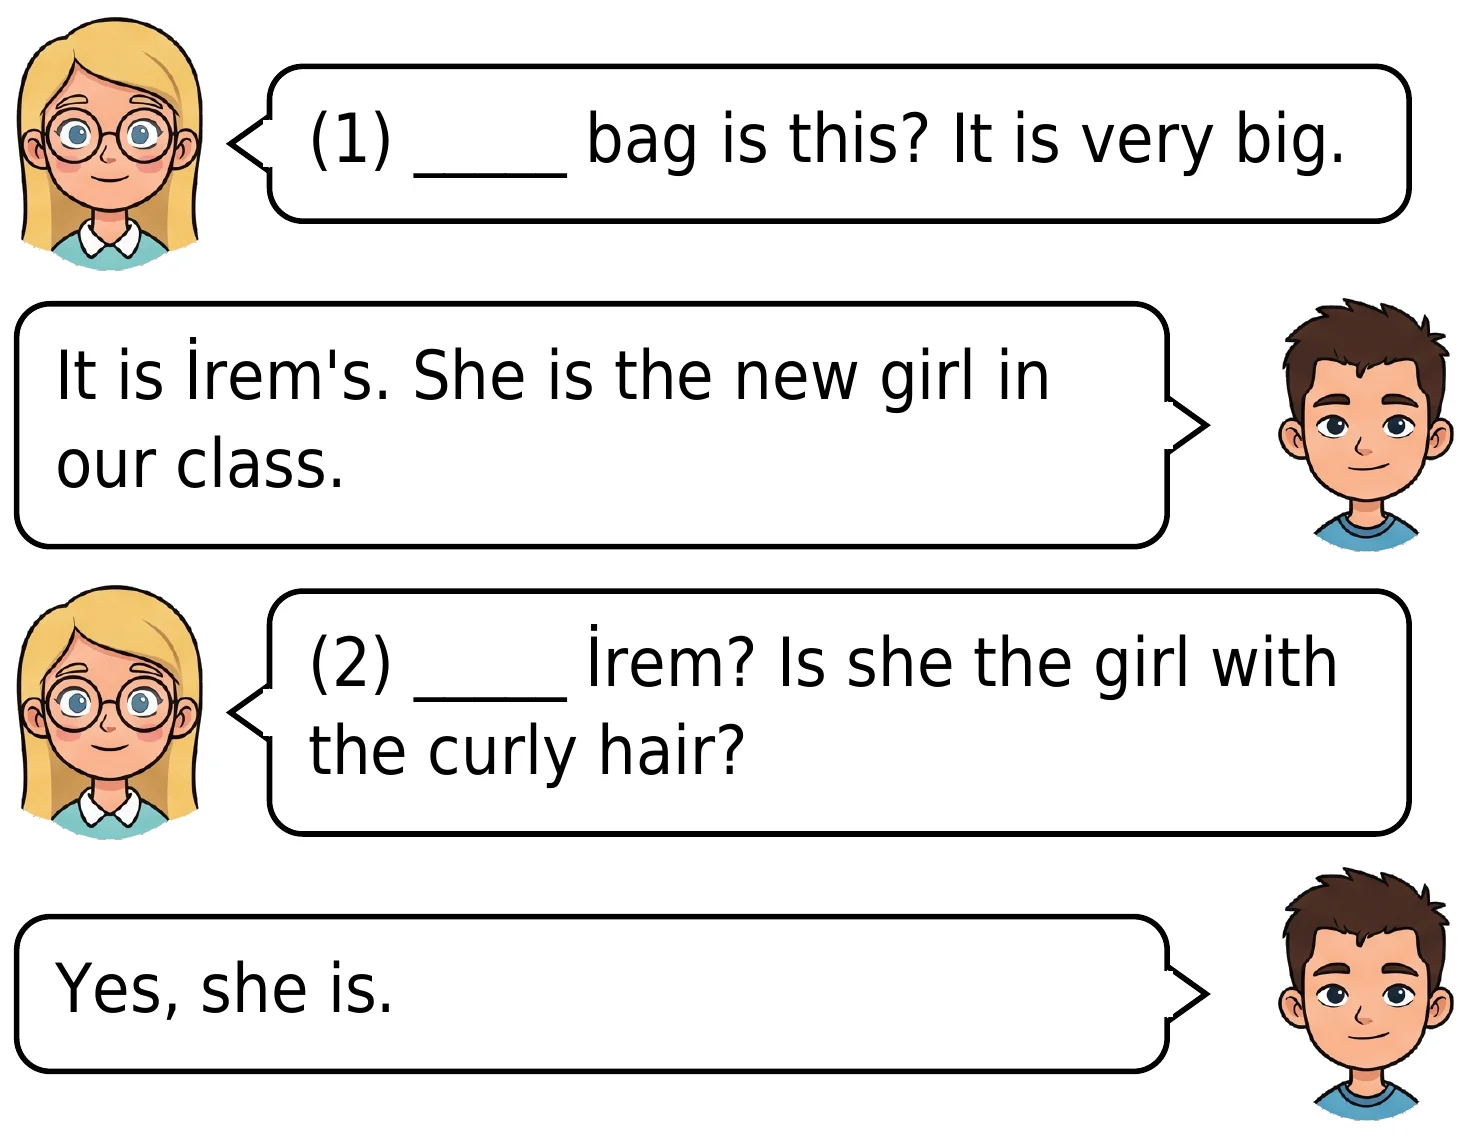 (1) _____ bag is this? It is very big.
It is İrem's. She is the new girl in
our class.
(2) _____ İrem? Is she the girl with
the curly hair?
Yes, she is.